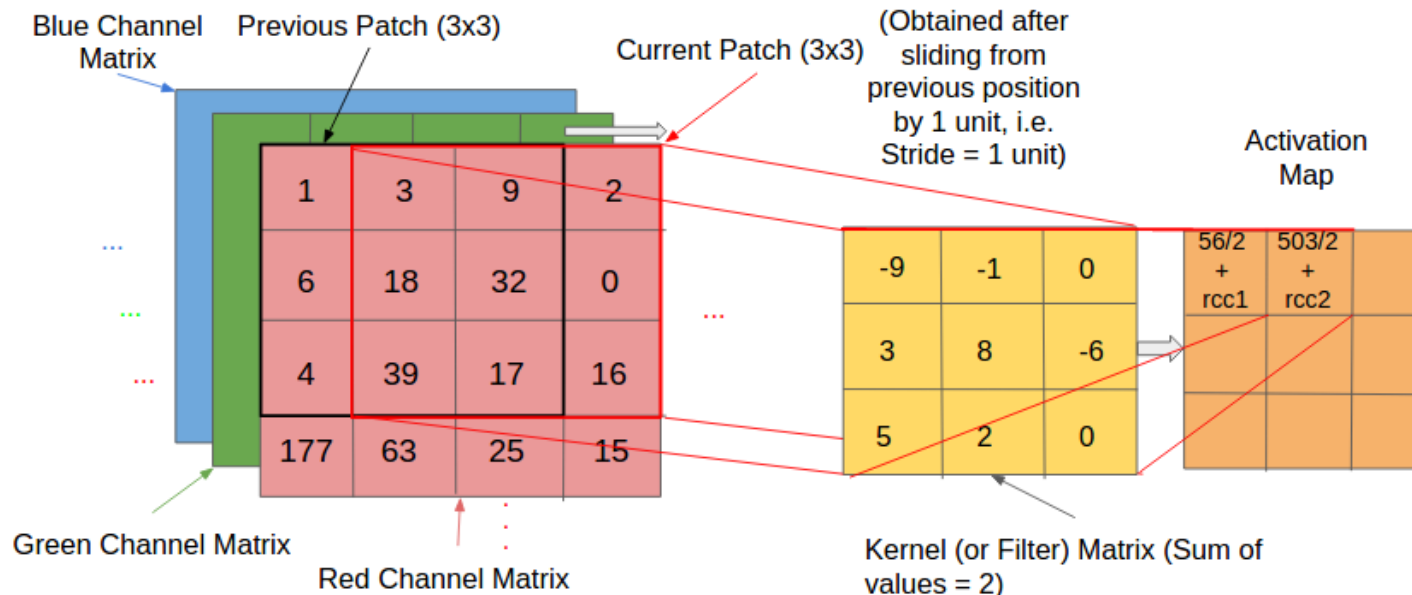 Blue Channel
Matrix
Previous Patch (3x3)
Current Patch (3x3)
(Obtained after
sliding from
previous position
by 1 unit, i.e.
Stride = 1 unit)
Activation
Map
1 3 9 2
6 18 32 0
4 39 17 16
177 63 25 15
...
...
...
...
-9 -1 0
3 8 -6
5 2 0
56/2 503/2
+ +
rcc1 rcc2
Green Channel Matrix
Red Channel Matrix
Kernel (or Filter) Matrix (Sum of
values = 2)